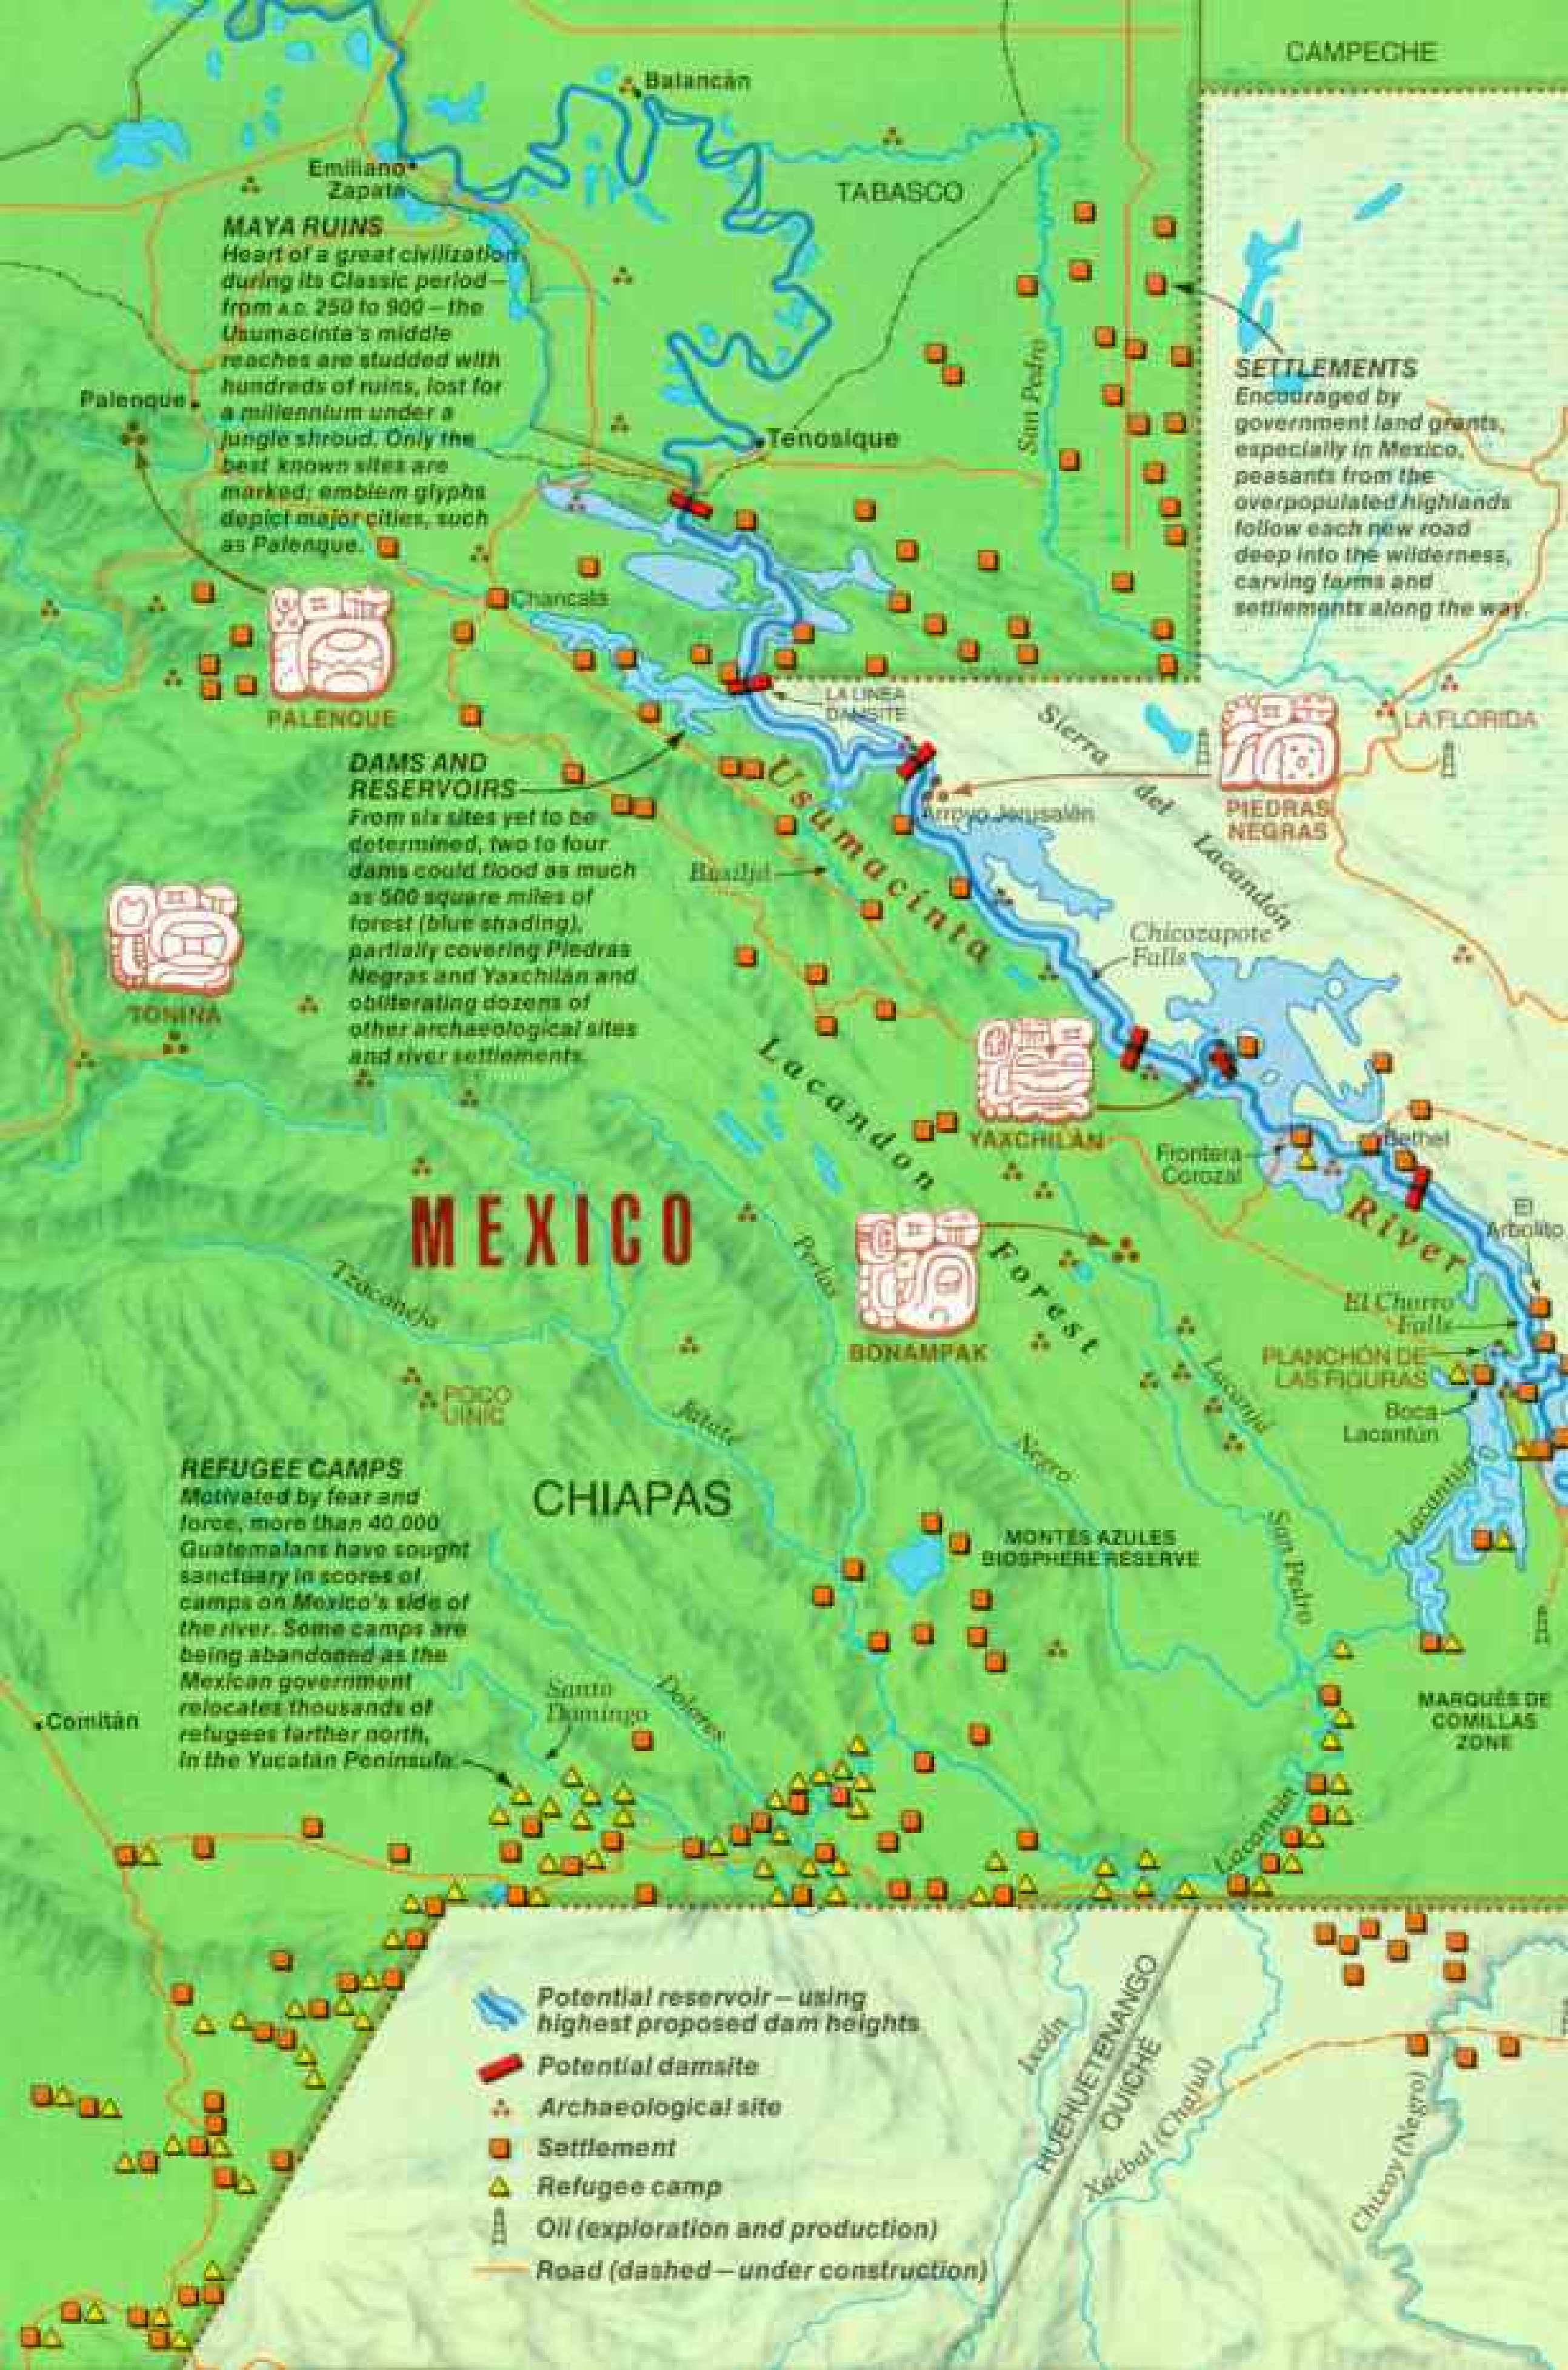 CAMPECHE
Balancán
Emiliano
Zapata
TABASCO
MAYA RUINS
Heart of a great civilization
during its Classic period—
from A.D. 250 to 900—the
Usumacinta's middle
reaches are studded with
hundreds of ruins, lost for
a millennium under a
jungle shroud. Only the
best known sites are
marked; emblem glyphs
depict major cities, such
as Palenque.
Palenque
San Pedro
Tenosique
SETTLEMENTS
Encouraged by
government land grants,
especially in Mexico,
peasants from the
overpopulated highlands
follow each new road
deep into the wilderness,
carving farms and
settlements along the way.
Chancalá
PALENQUE
LA LINEA
DAMSITE
Sierra del Lacandón
LA FLORIDA
PIEDRAS
NEGRAS
DAMS AND
RESERVOIRS
From six sites yet to be
determined, two to four
dams could flood as much
as 500 square miles of
forest (blue shading),
partially covering Piedras
Negras and Yaxchilán and
obliterating dozens of
other archaeological sites
and river settlements.
Usumacinta
Arroyo Jerusalén
Busiljá
Chicozapote
Falls
TONINA
Lacandon
Forest
YAXCHILÁN
Frontera
Corozal
Bethel
River
El
Arbolito
MEXICO
Perlas
Tzaconeja
BONAMPAK
El Chorro
Falls
PLANCHÓN DE
LAS FIGURAS
Boca
Lacantún
Lacanjá
POCO
UINIC
Jatate
Negro
Lacantún
REFUGEE CAMPS
Motivated by fear and
force, more than 40,000
Guatemalans have sought
sanctuary in scores of
camps on Mexico's side of
the river. Some camps are
being abandoned as the
Mexican government
relocates thousands of
refugees farther north,
in the Yucatán Peninsula.
CHIAPAS
MONTES AZULES
BIOSPHERE RESERVE
San Pedro
Comitán
Santo
Domingo
Dolores
MARQUÉS DE
COMILLAS
ZONE
Lacantún
Potential reservoir—using
highest proposed dam heights
Potential damsite
Archaeological site
Settlement
Refugee camp
Oil (exploration and production)
Road (dashed—under construction)
Ixcán
HUEHUETENANGO
QUICHÉ
Xacbal (Chajul)
Chixoy (Negro)